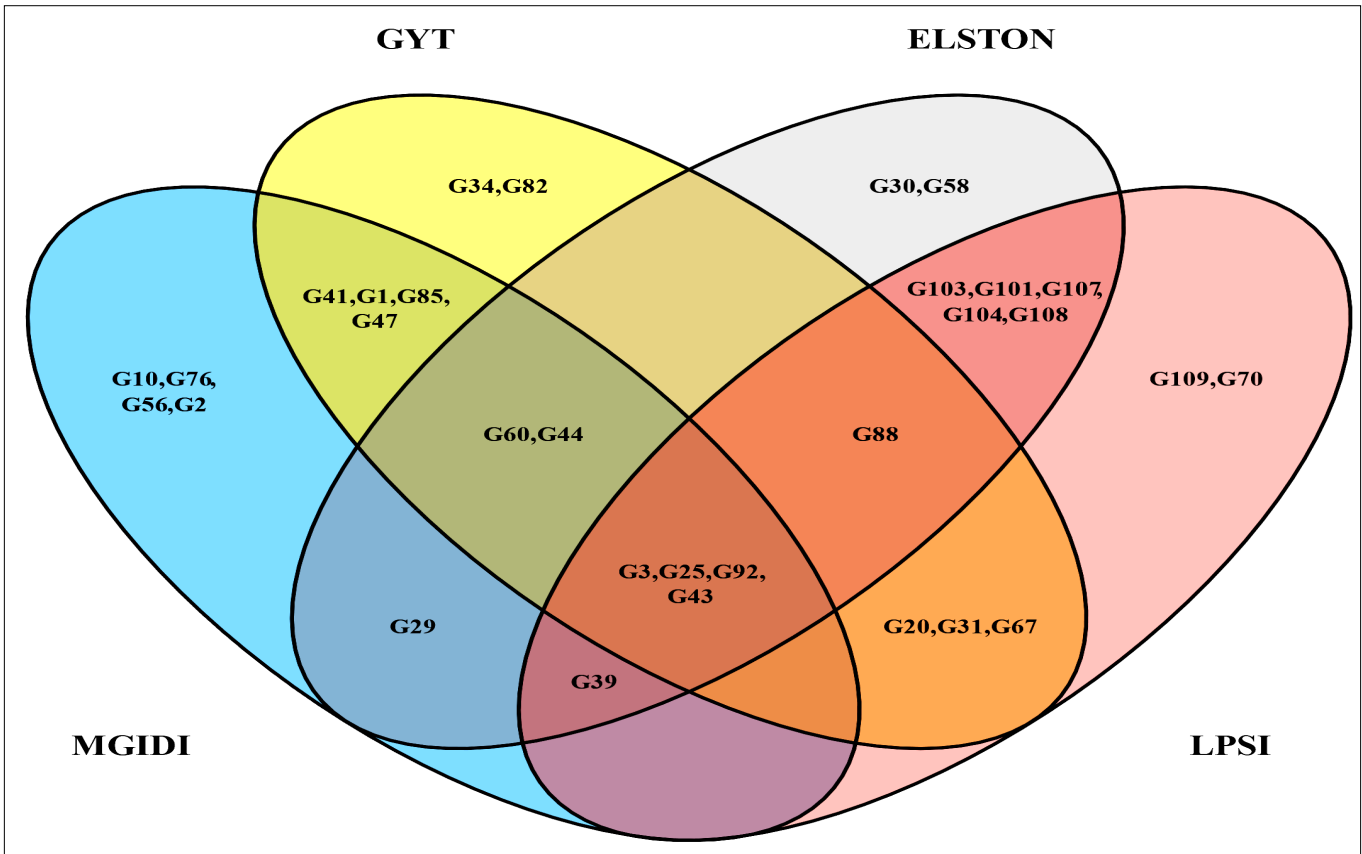 GYT
ELSTON
G34,G82
G30,G58
G41,G1,G85,
G47
G103,G101,G107,
G104,G108
G10,G76,
G56,G2
G109,G70
G60,G44
G88
G3,G25,G92,
G43
G29
G20,G31,G67
G39
MGIDI
LPSI